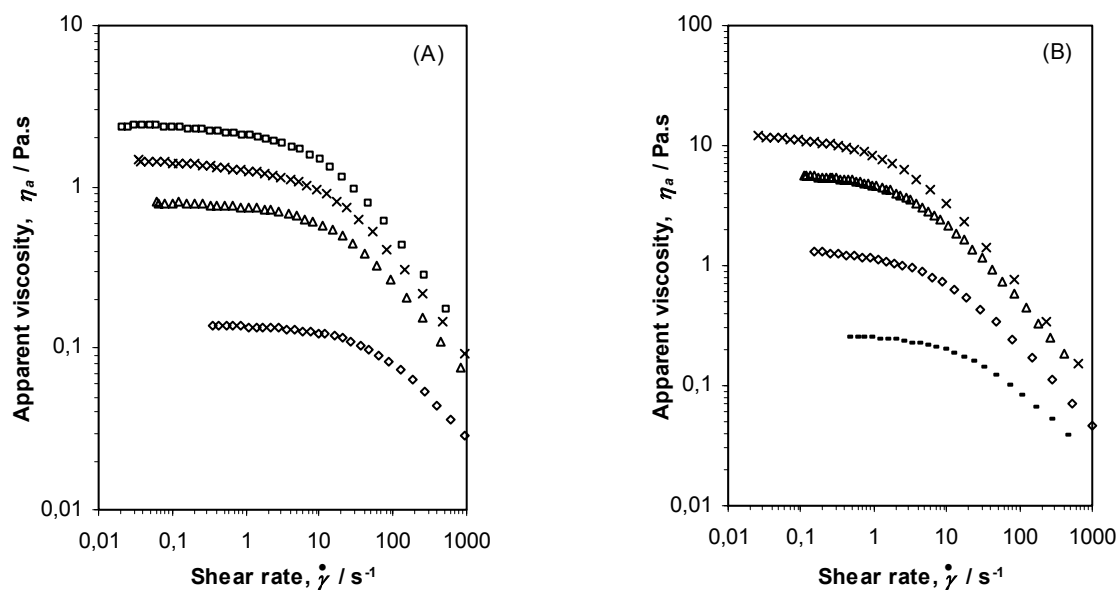 (A)
10
1
0,1
0,01
Apparent viscosity, ηa / Pa.s
0,01 0,1 1 10 100 1000
Shear rate, γ̇ / s-1
(B)
100
10
1
0,1
0,01
Apparent viscosity, ηa / Pa.s
0,01 0,1 1 10 100 1000
Shear rate, γ̇ / s-1